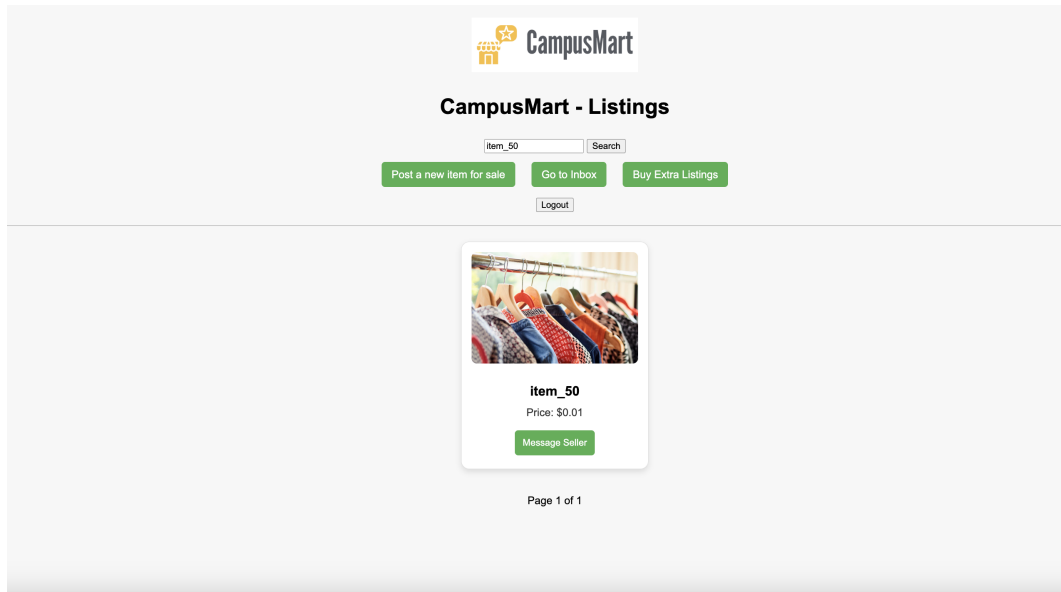 CampusMart
CampusMart - Listings
item_50 Search
Post a new item for sale Go to Inbox Buy Extra Listings
Logout
item_50
Price: $0.01
Message Seller
Page 1 of 1